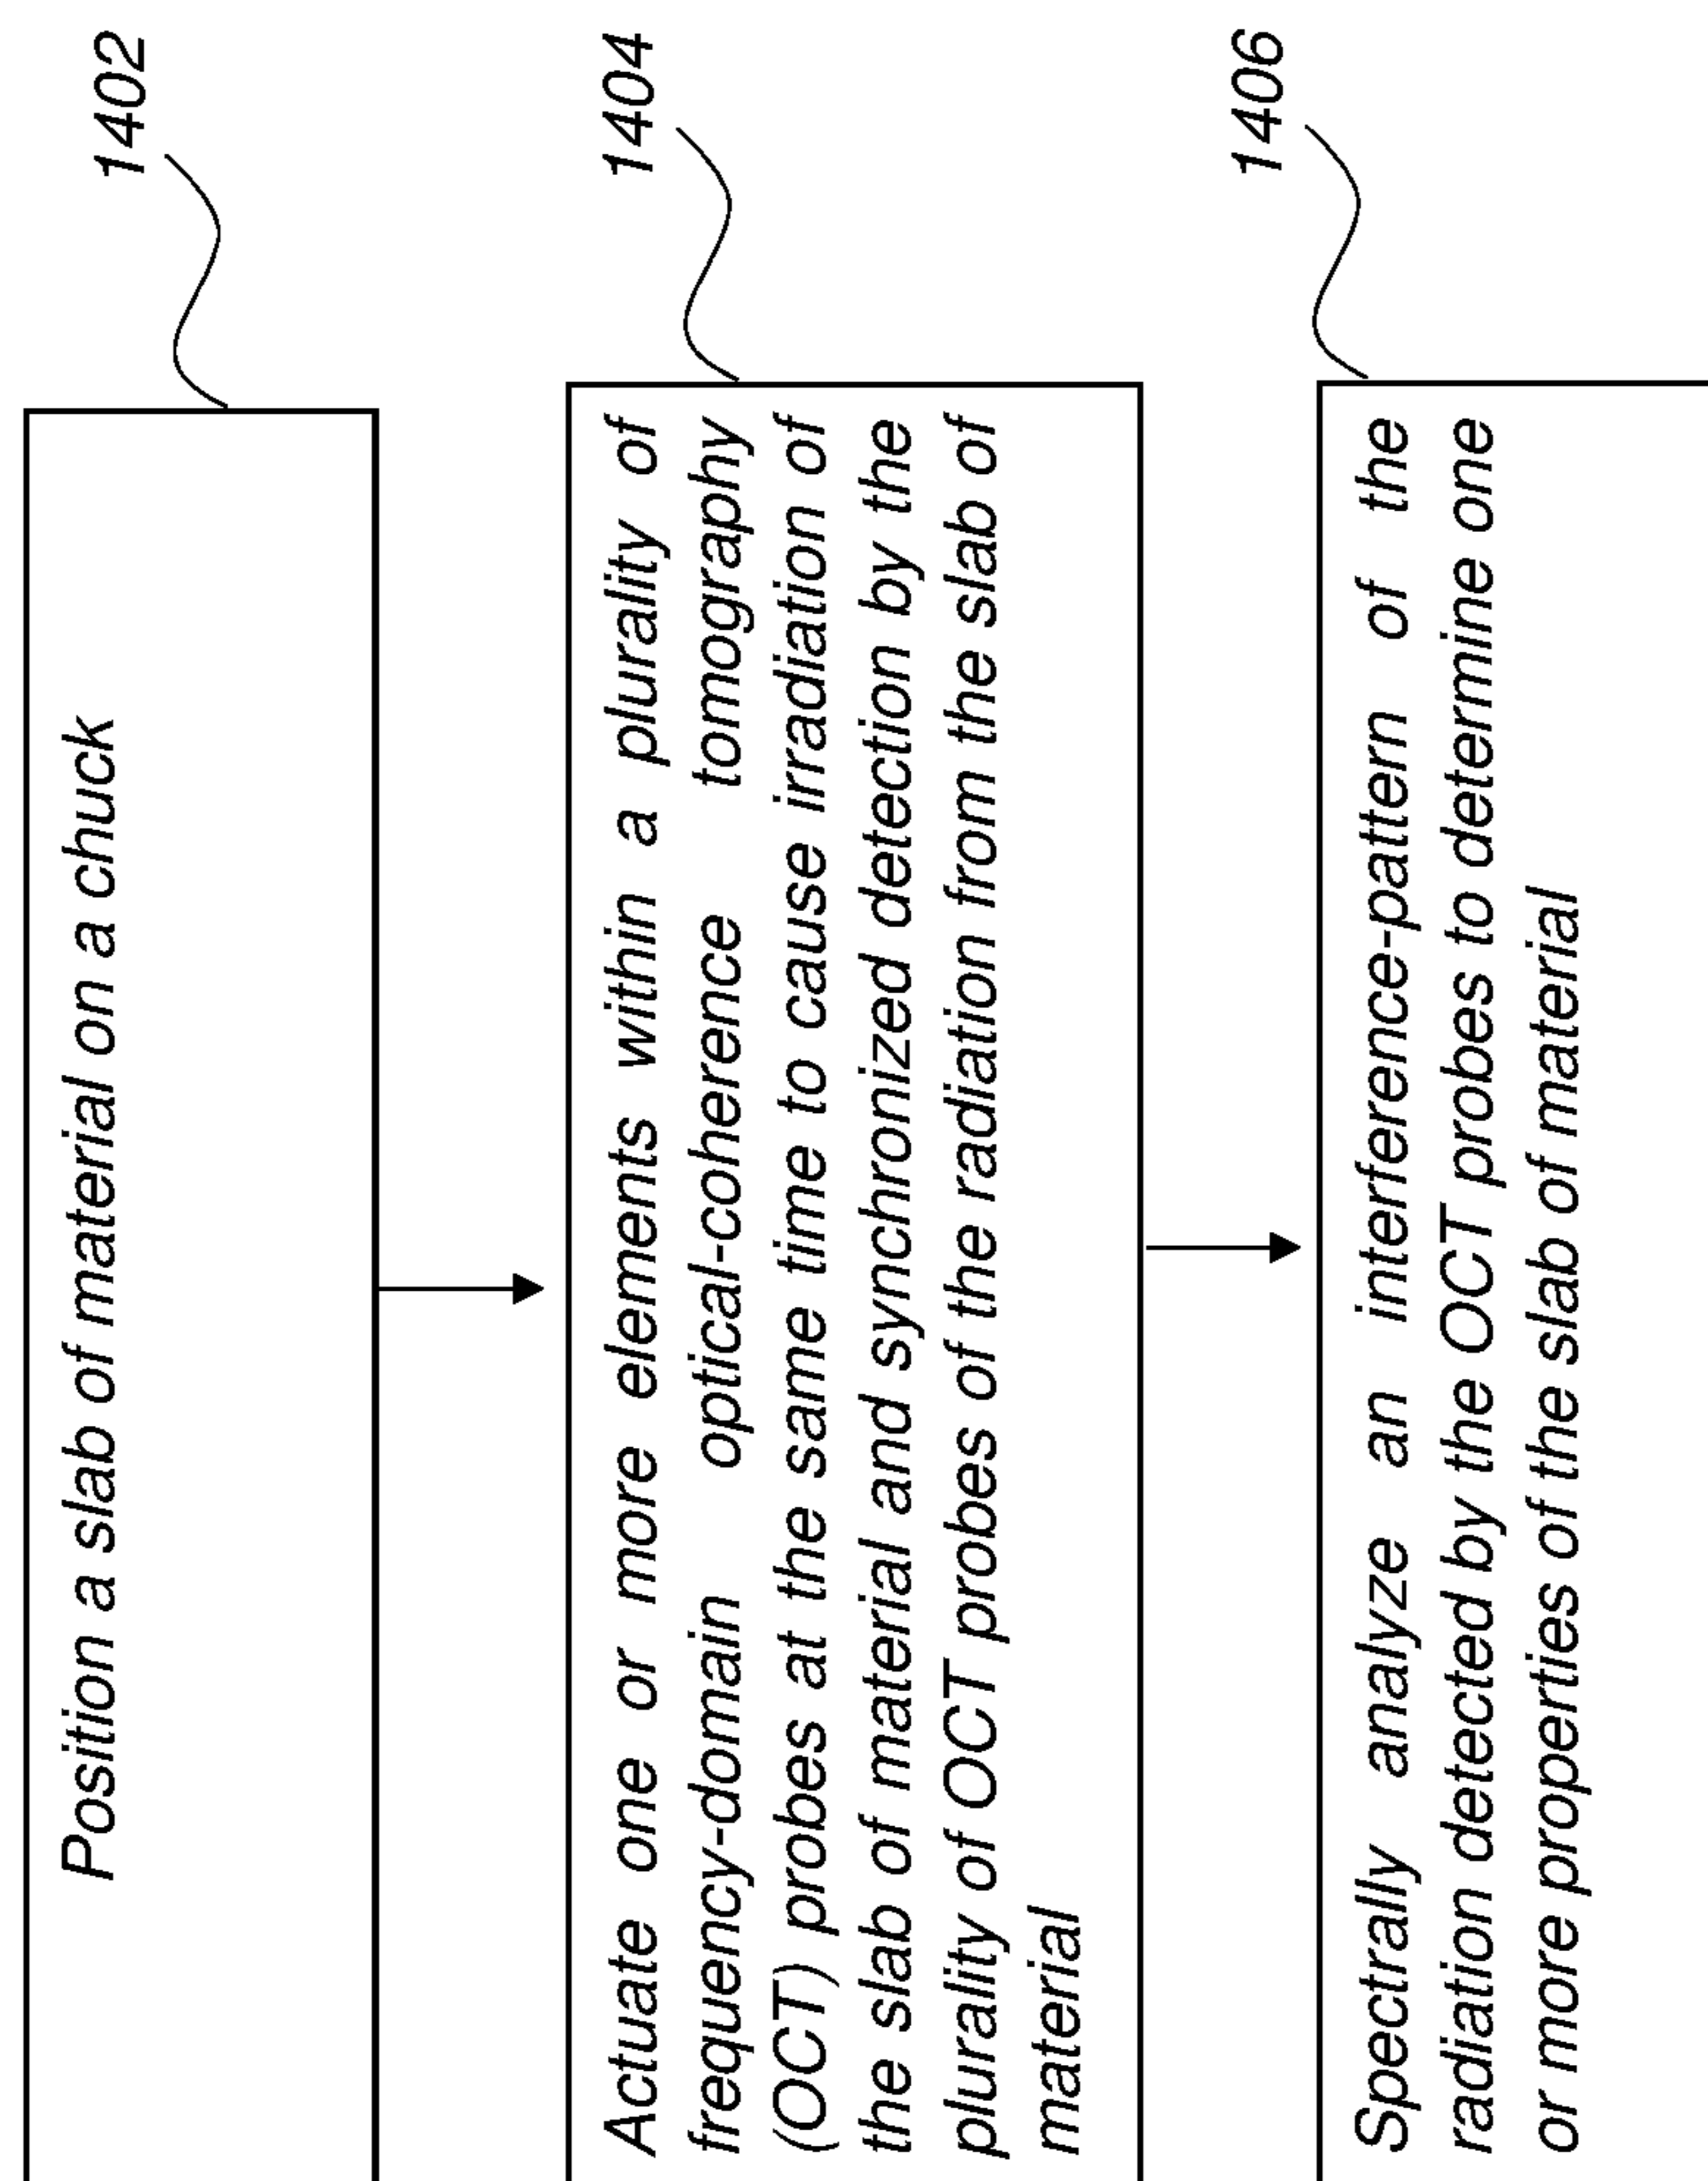 1402
Position a slab of material on a chuck
1404
Actuate one or more elements within a plurality of
frequency-domain optical-coherence tomography
(OCT) probes at the same time to cause irradiation of
the slab of material and synchronized detection by the
plurality of OCT probes of the radiation from the slab of
material
1406
Spectrally analyze an interference-pattern of the
radiation detected by the OCT probes to determine one
or more properties of the slab of material